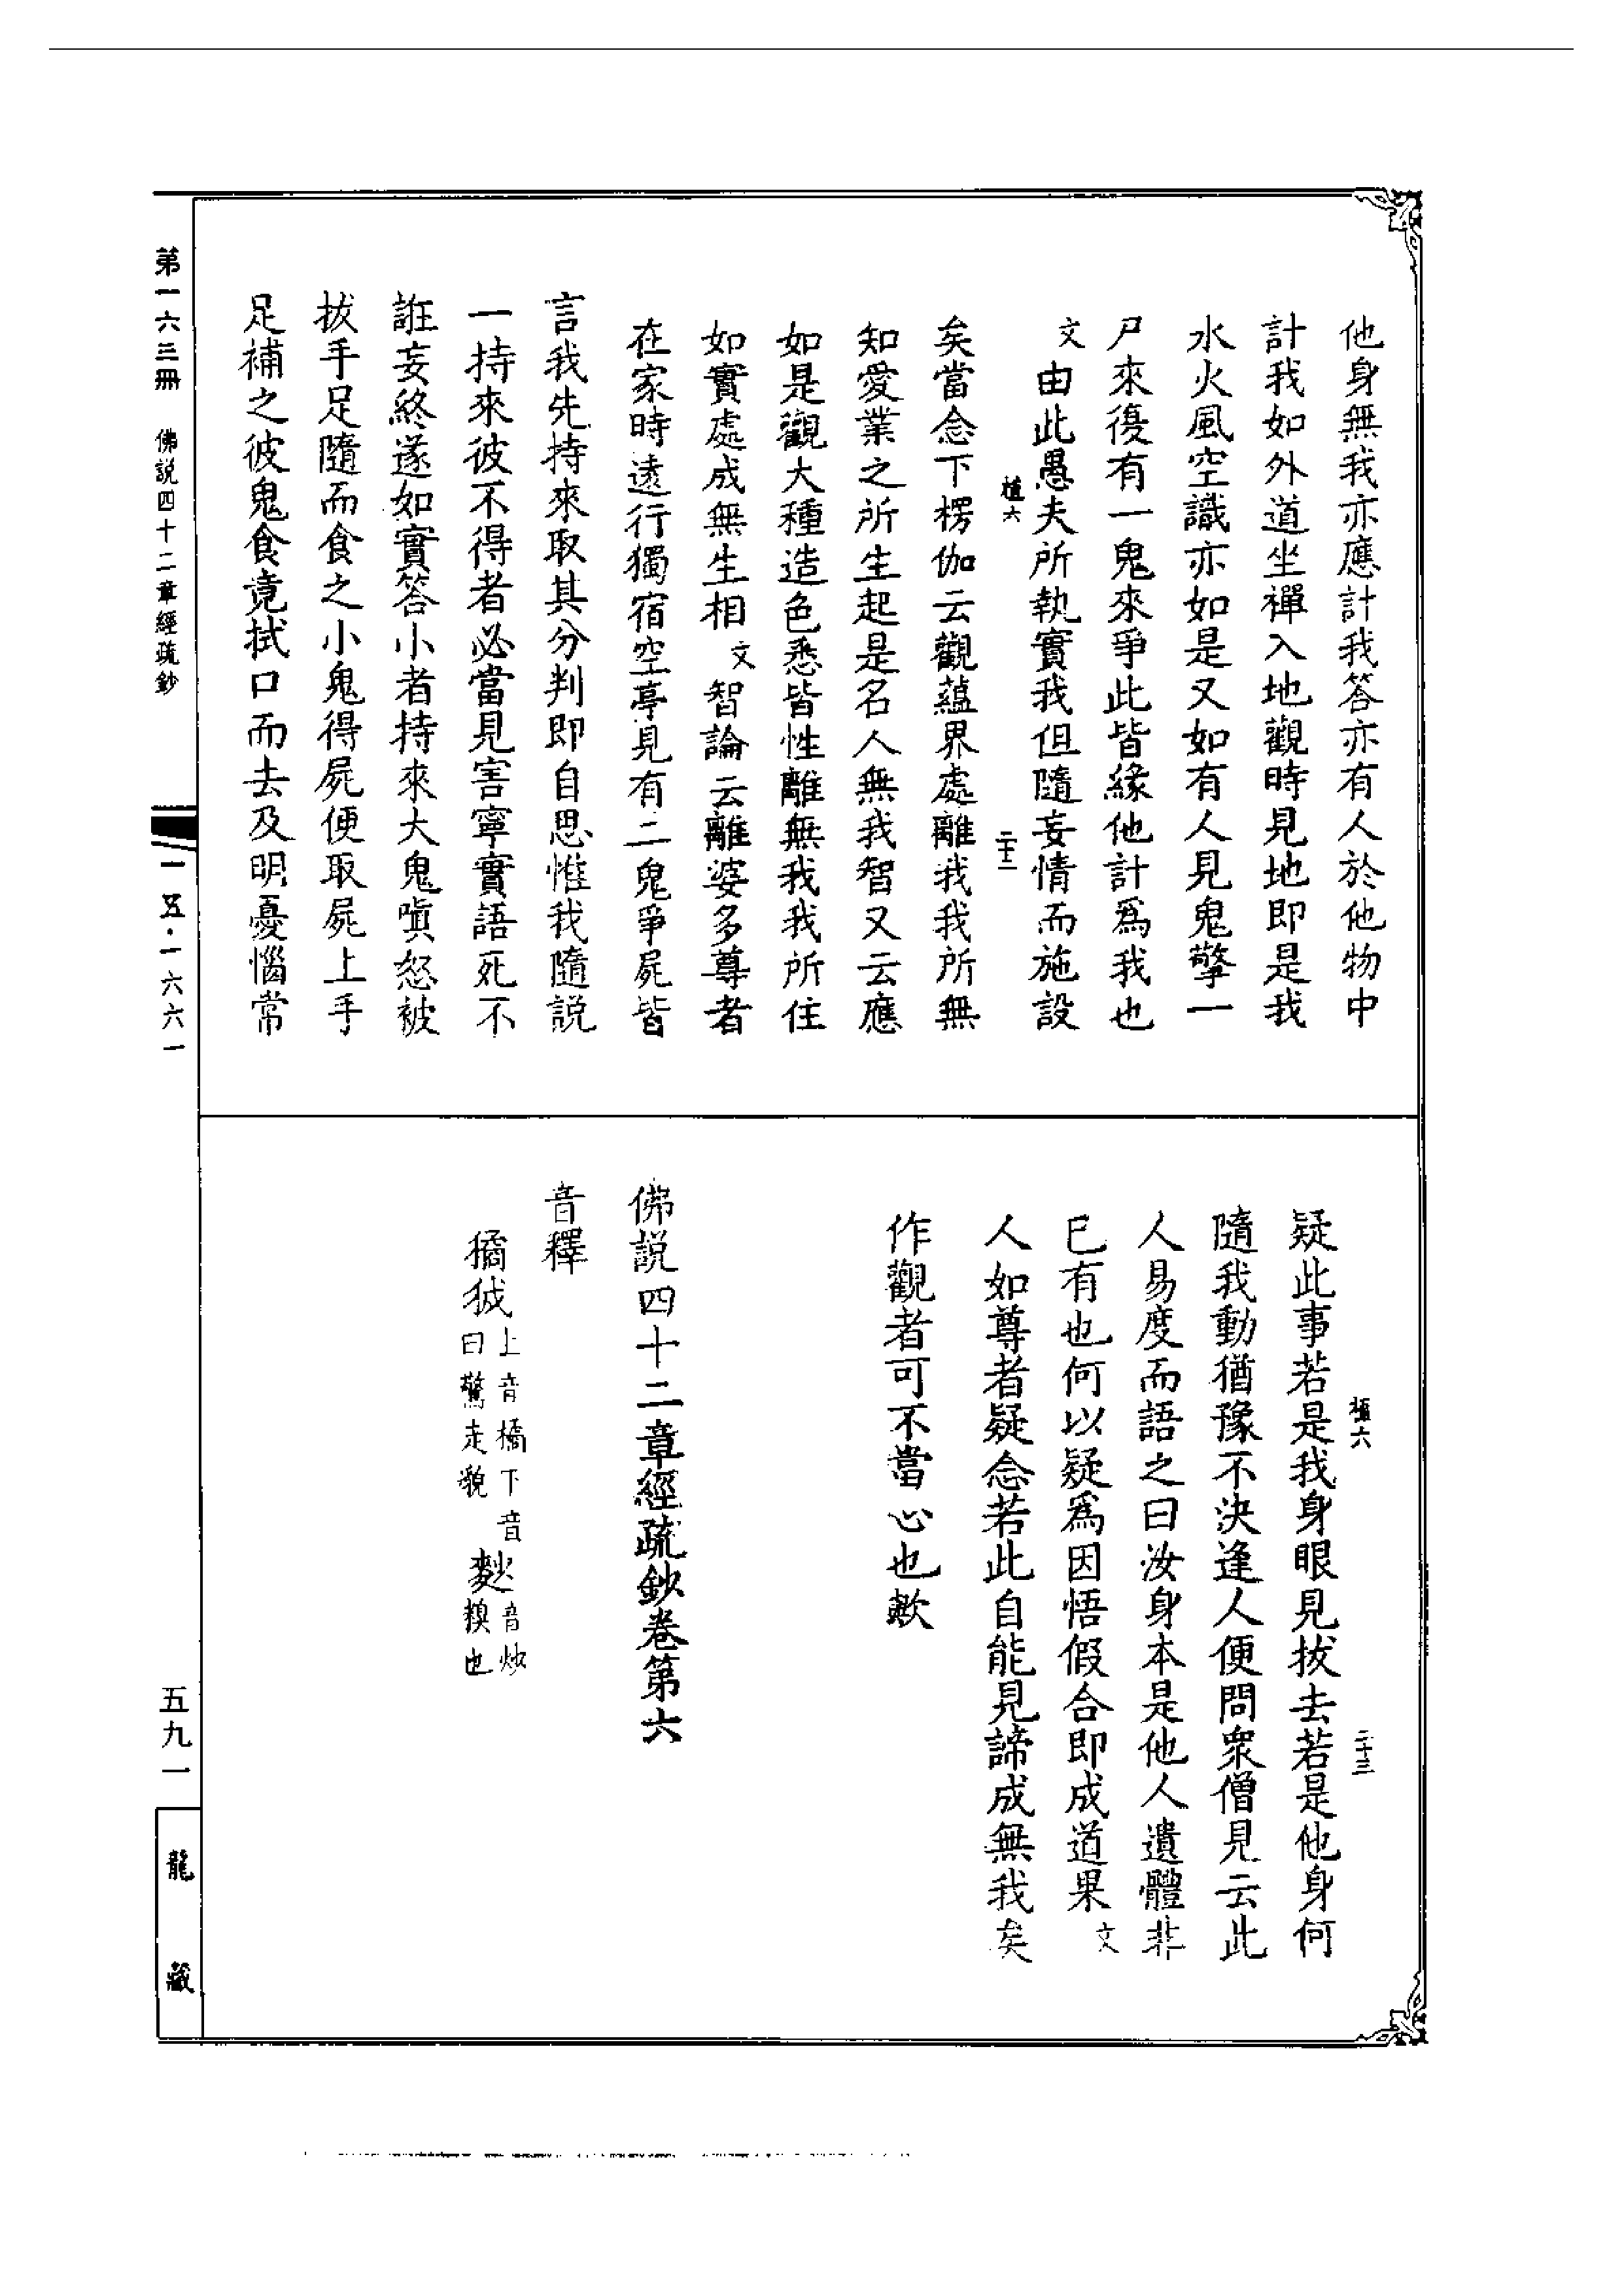 他身無我亦應計我答亦有人於他物中
計我如外道坐禪入地觀時見地即是我
水火風空識亦如是又如有人見鬼擎一
尸來復有一鬼來爭此皆緣他計為我也
文由此愚夫所執實我但隨妄情而施設
植六
二十二
矣當念下楞伽云觀蘊界處離我我所無
知愛業之所生起是名人無我智又云應
如是觀大種造色悉皆性離無我我所住
如實處成無生相文智論云離婆多尊者
在家時遠行獨宿空亭見有二鬼爭屍皆
言我先持來取其分判即自思惟我隨説
一持來彼不得者必當見害寧實語死不
誑妄終遂如實答小者持來大鬼嗔怒被
拔手足隨而食之小鬼得屍便取屍上手
足補之彼鬼食竟拭口而去及明憂惱常
植六
二十三
疑此事若是我身眼見拔去若是他身何
隨我動猶豫不決逢人便問衆僧見云此
人易度而語之曰汝身本是他人遺體非
已有也何以疑為因悟假合即成道果文
人如尊者疑念若此自能見諦成無我矣
作觀者可不當心也歟
佛説四十二章經疏鈔卷第六
音釋
獝狘上音橘下音
曰驚走貌
麨音炒
糗也
第一六三冊 佛説四十二章經疏鈔
一五·一六六一
五九一
龍藏